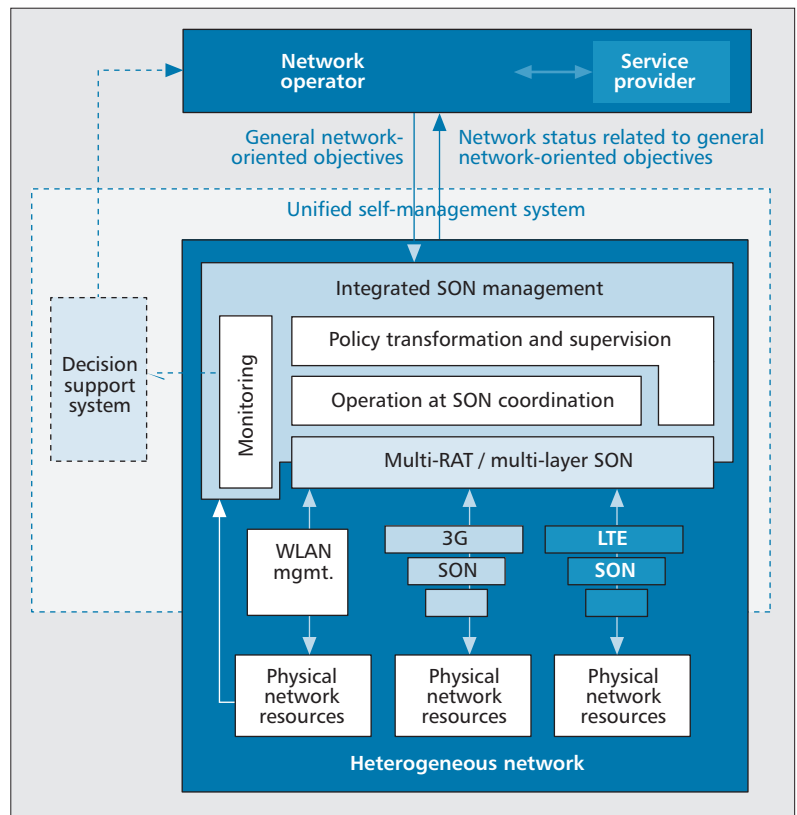 Network
operator
Service
provider
General network-
oriented objectives
Network status related to general
network-oriented objectives
Unified self-management system
Integrated SON management
Decision
support
system
Monitoring
Policy transformation and supervision
Operation at SON coordination
Multi-RAT / multi-layer SON
WLAN
mgmt.
3G
SON
LTE
SON
Physical
network
resources
Physical
network
resources
Physical
network
resources
Heterogeneous network